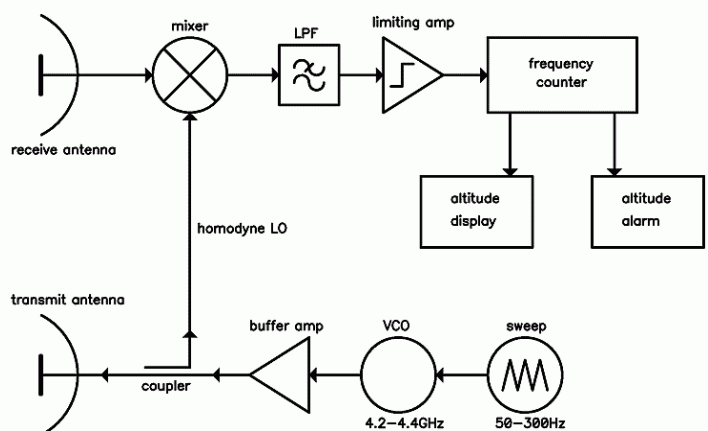 mixer
LPF
limiting amp
frequency
counter
receive antenna
altitude
display
altitude
alarm
homodyne LO
transmit antenna
buffer amp
VCO
sweep
coupler
4.2–4.4GHz
50–300Hz